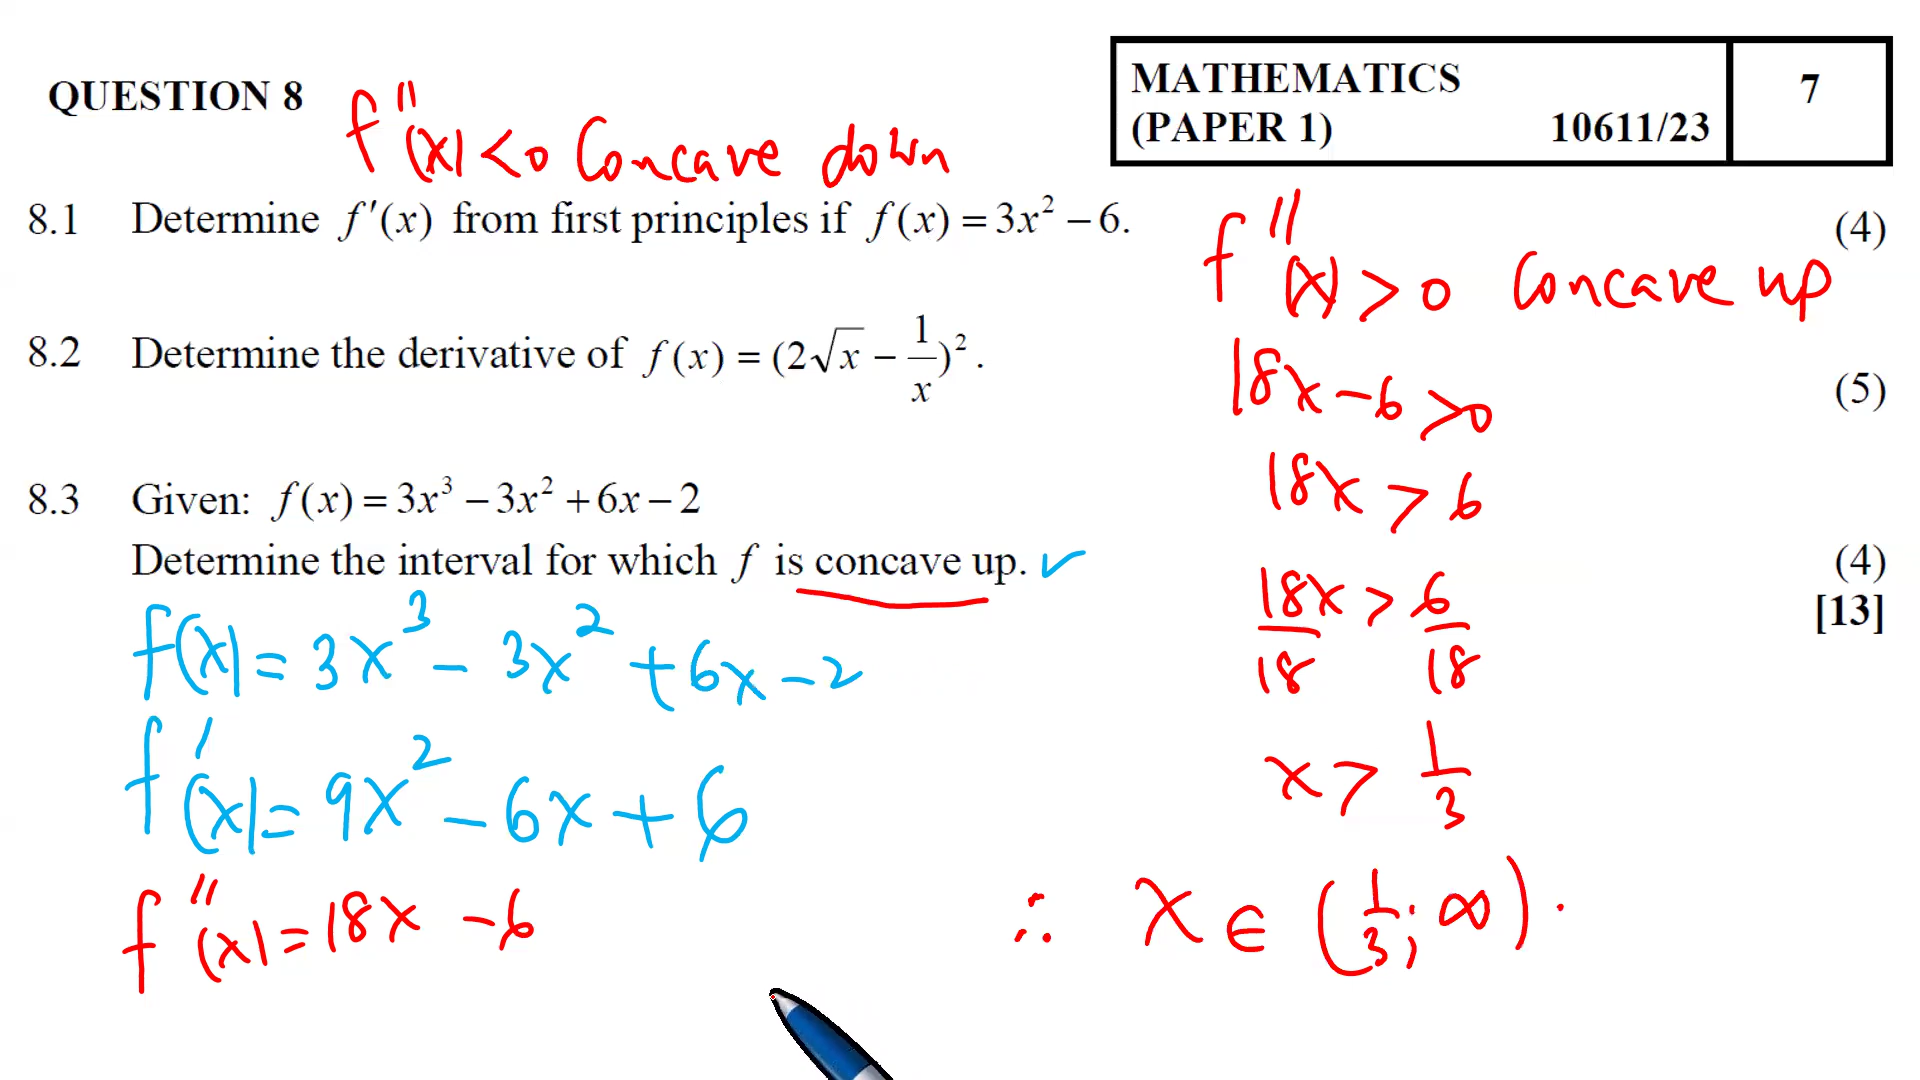 MATHEMATICS
(PAPER 1) 10611/23
7
QUESTION 8
f''(x) < 0 Concave down
8.1 Determine f′(x) from first principles if f(x) = 3x² − 6. (4)
f''(x) > 0 Concave up
8.2 Determine the derivative of f(x) = (2√x − 1/x)². (5)
18x − 6 > 0
18x > 6
8.3 Given: f(x) = 3x³ − 3x² + 6x − 2
Determine the interval for which f is concave up. ✓ (4)
[13]
f(x) = 3x³ − 3x² + 6x − 2
f'(x) = 9x² − 6x + 6
f''(x) = 18x − 6
18x/18 > 6/18
x > 1/3
∴ x ∈ (1/3; ∞).